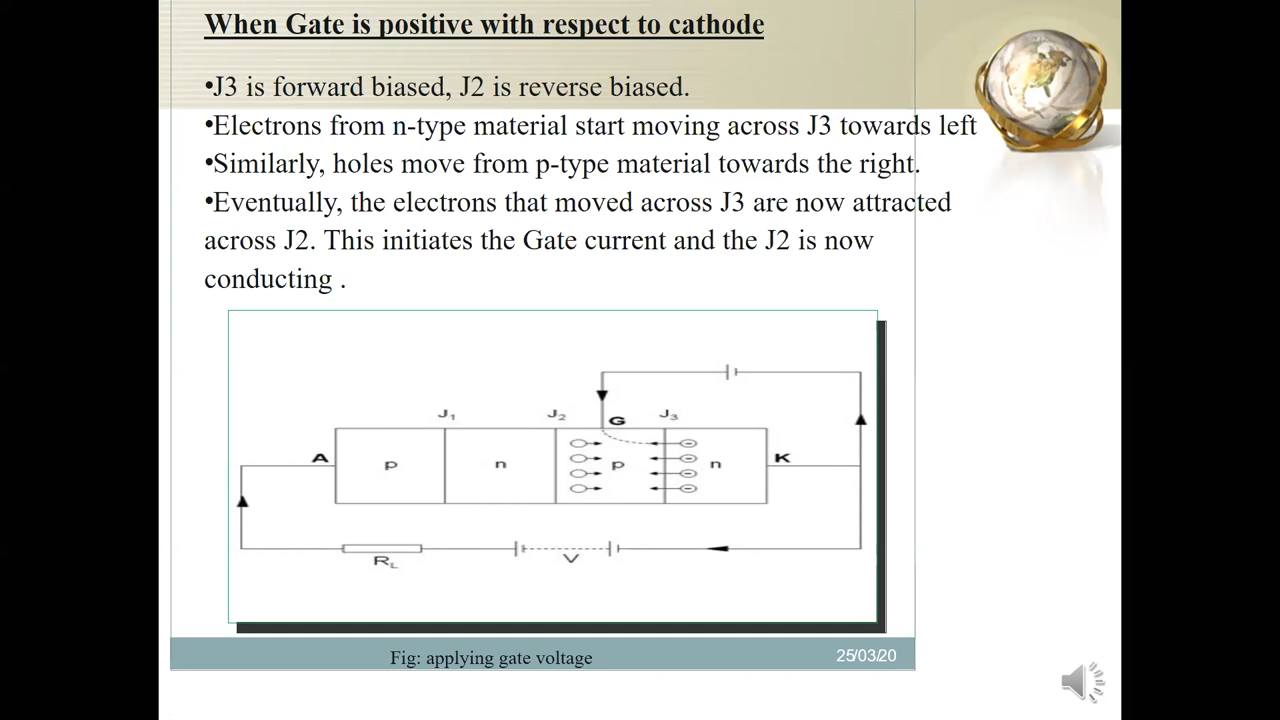 When Gate is positive with respect to cathode
•J3 is forward biased, J2 is reverse biased.
•Electrons from n-type material start moving across J3 towards left
•Similarly, holes move from p-type material towards the right.
•Eventually, the electrons that moved across J3 are now attracted
across J2. This initiates the Gate current and the J2 is now
conducting .
J₁ J₂ G J₃
A p n p n K
R_L V
Fig: applying gate voltage 25/03/20